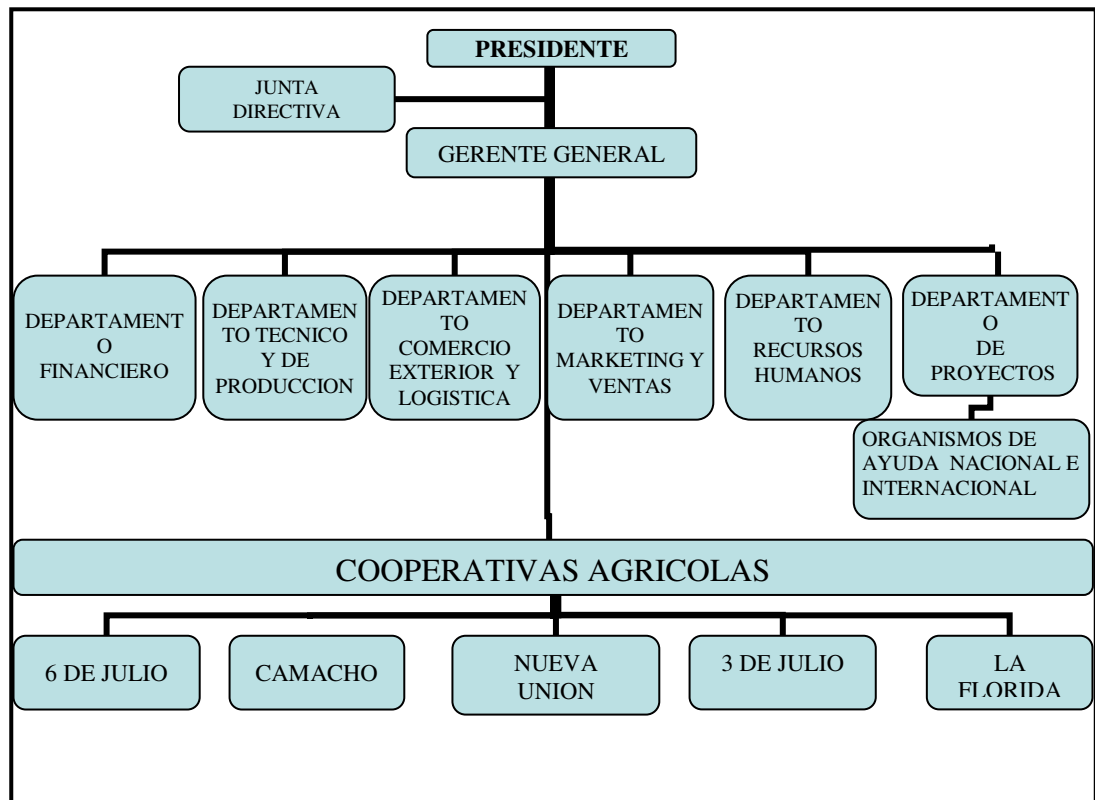 PRESIDENTE
JUNTA
DIRECTIVA
GERENTE GENERAL
DEPARTAMENT
O
FINANCIERO
DEPARTAMEN
TO TECNICO
Y DE
PRODUCCION
DEPARTAMEN
TO
COMERCIO
EXTERIOR Y
LOGISTICA
DEPARTAMEN
TO
MARKETING Y
VENTAS
DEPARTAMEN
TO
RECURSOS
HUMANOS
DEPARTAMENT
O
DE
PROYECTOS
ORGANISMOS DE
AYUDA NACIONAL E
INTERNACIONAL
COOPERATIVAS AGRICOLAS
6 DE JULIO
CAMACHO
NUEVA
UNION
3 DE JULIO
LA
FLORIDA